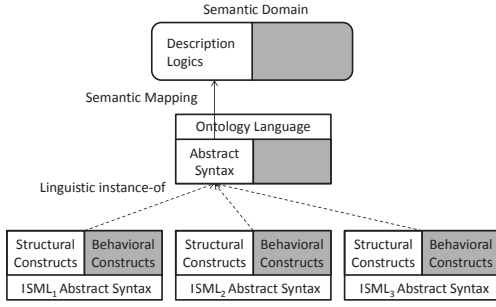 Semantic Domain
Description
Logics
Semantic Mapping
Ontology Language
Abstract
Syntax
Linguistic instance-of
Structural Behavioral Structural Behavioral Structural Behavioral
Constructs Constructs Constructs Constructs Constructs Constructs
ISML₁ Abstract Syntax ISML₂ Abstract Syntax ISML₃ Abstract Syntax